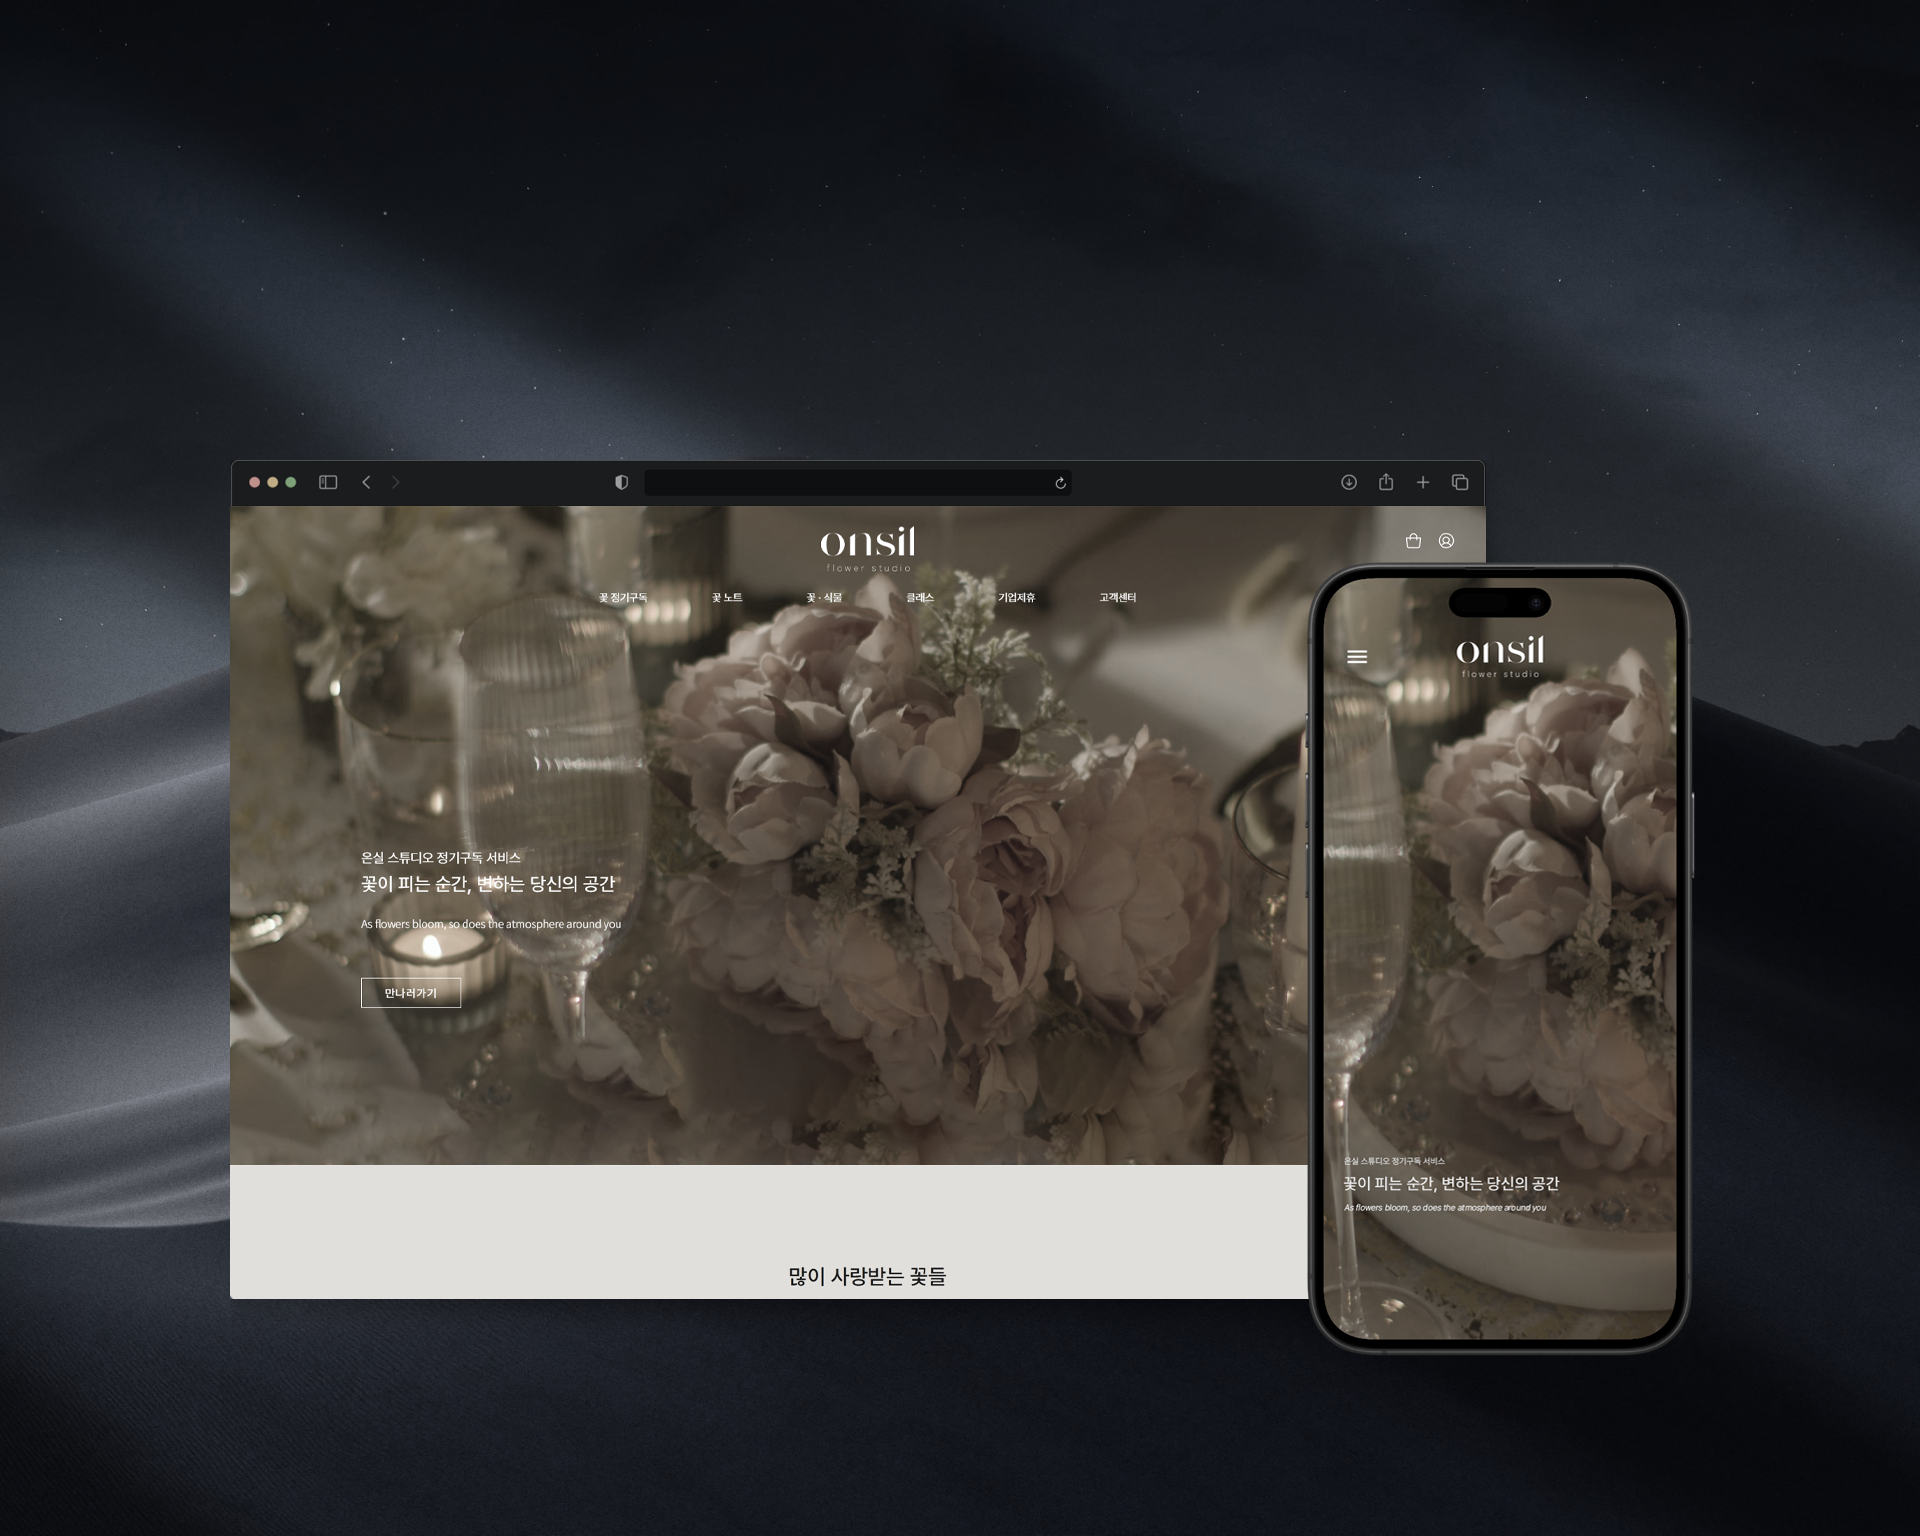 onsil
flower studio
꽃 정기구독
꽃 노트
꽃 · 식물
클래스
기업제휴
고객센터
온실 스튜디오 정기구독 서비스
꽃이 피는 순간, 변하는 당신의 공간
As flowers bloom, so does the atmosphere around you
만나러가기
많이 사랑받는 꽃들
onsil
flower studio
온실 스튜디오 정기구독 서비스
꽃이 피는 순간, 변하는 당신의 공간
As flowers bloom, so does the atmosphere around you